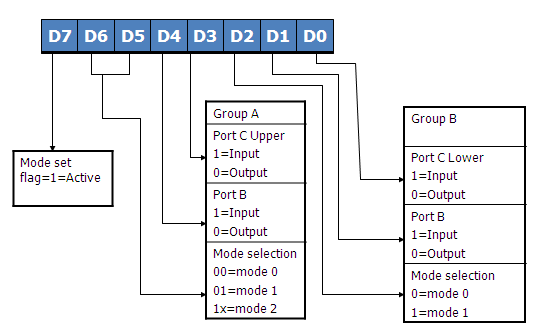 D7 D6 D5 D4 D3 D2 D1 D0
Mode set
flag=1=Active
Group A
Port C Upper
1=Input
0=Output
Port B
1=Input
0=Output
Mode selection
00=mode 0
01=mode 1
1x=mode 2
Group B
Port C Lower
1=Input
0=Output
Port B
1=Input
0=Output
Mode selection
0=mode 0
1=mode 1